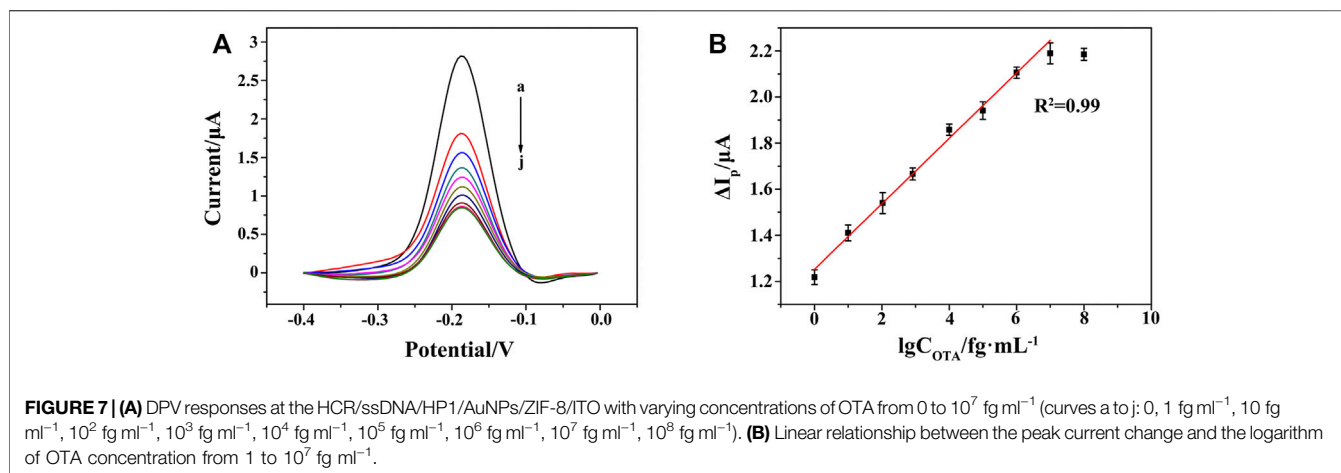 A
3
2.5
2
1.5
1
0.5
0
Current/μA
a
j
-0.4
-0.3
-0.2
-0.1
0.0
Potential/V
B
2.2
2.0
1.8
1.6
1.4
1.2
ΔIₚ/μA
R²=0.99
0
2
4
6
8
10
lgC_OTA/fg·mL⁻¹
FIGURE 7 | (A) DPV responses at the HCR/ssDNA/HP1/AuNPs/ZIF-8/ITO with varying concentrations of OTA from 0 to 10⁷ fg ml⁻¹ (curves a to j: 0, 1 fg ml⁻¹, 10 fg
ml⁻¹, 10² fg ml⁻¹, 10³ fg ml⁻¹, 10⁴ fg ml⁻¹, 10⁵ fg ml⁻¹, 10⁶ fg ml⁻¹, 10⁷ fg ml⁻¹, 10⁸ fg ml⁻¹). (B) Linear relationship between the peak current change and the logarithm
of OTA concentration from 1 to 10⁷ fg ml⁻¹.